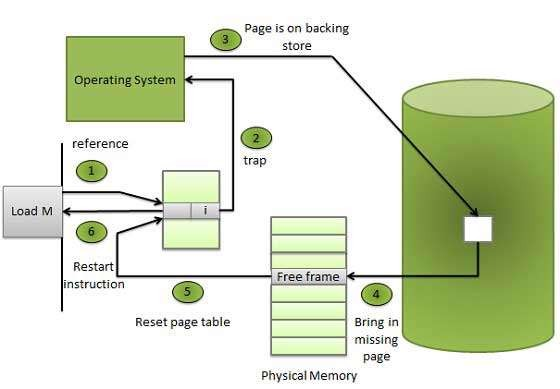 Page is on backing
store
3
Operating System
reference
1
2
trap
Load M
i
6
Restart
instruction
Free frame
5
4
Reset page table
Bring in
missing
page
Physical Memory